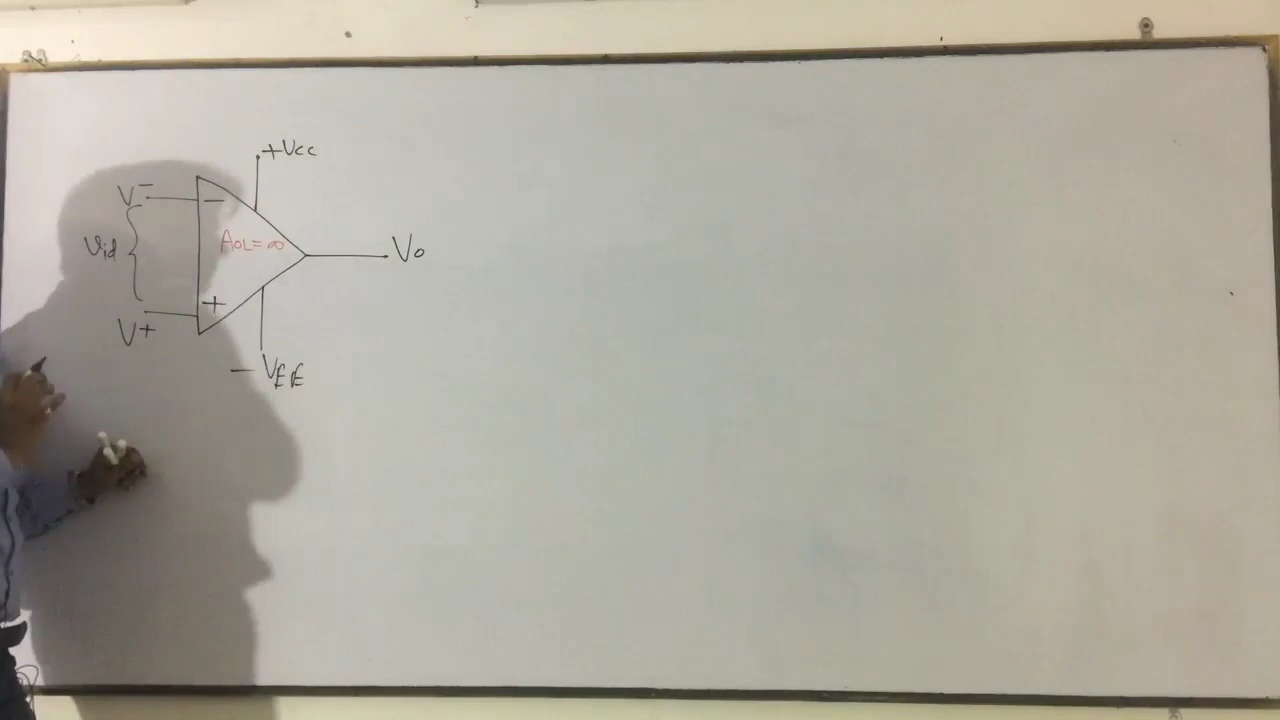 +Vcc
V-
-
Vid
AOL=∞
Vo
+
V+
-VEE